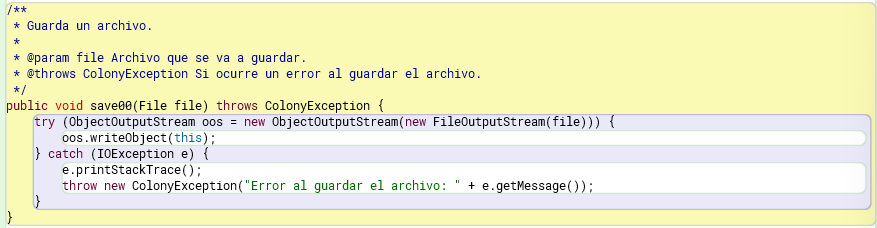 /**
 * Guarda un archivo.
 *
 * @param file Archivo que se va a guardar.
 * @throws ColonyException Si ocurre un error al guardar el archivo.
 */
public void save00(File file) throws ColonyException {
    try (ObjectOutputStream oos = new ObjectOutputStream(new FileOutputStream(file))) {
        oos.writeObject(this);
    } catch (IOException e) {
        e.printStackTrace();
        throw new ColonyException("Error al guardar el archivo: " + e.getMessage());
    }
}